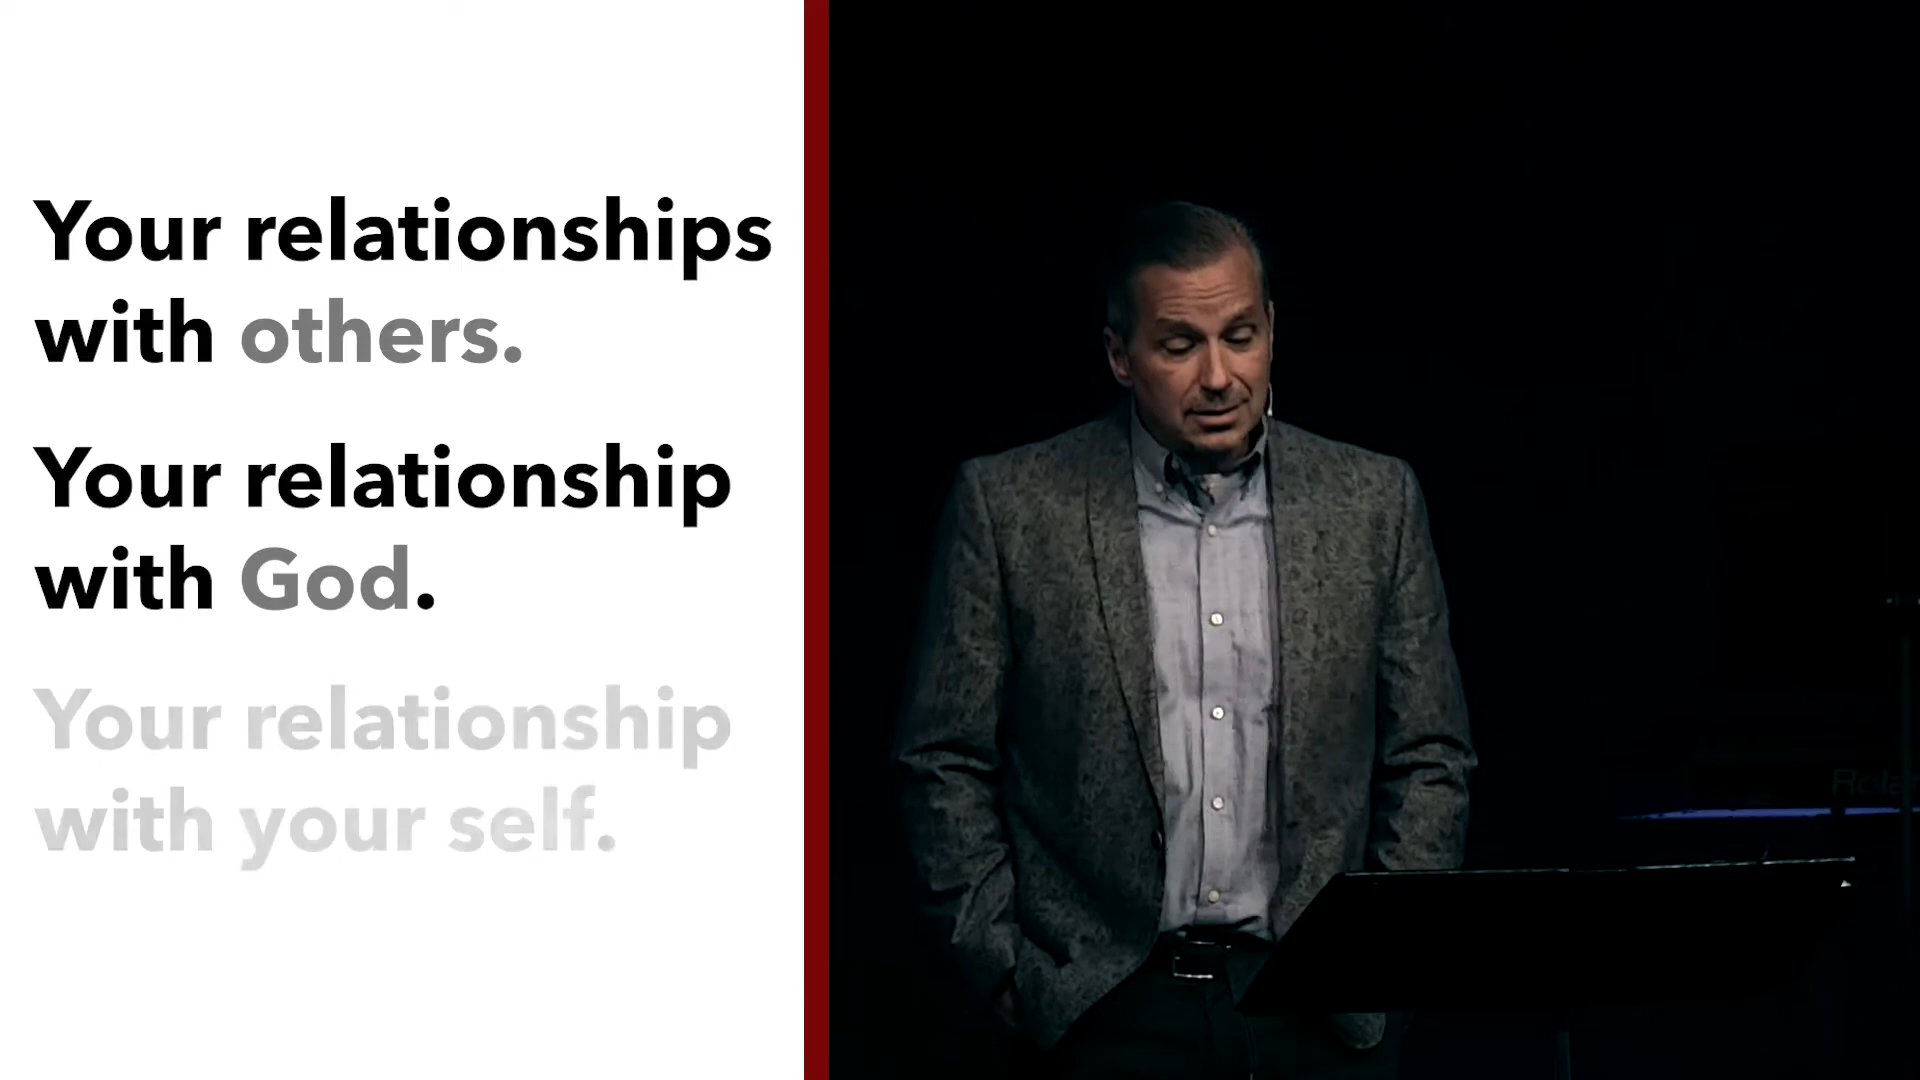 Your relationships
with others.
Your relationship
with God.
Your relationship
with your self.